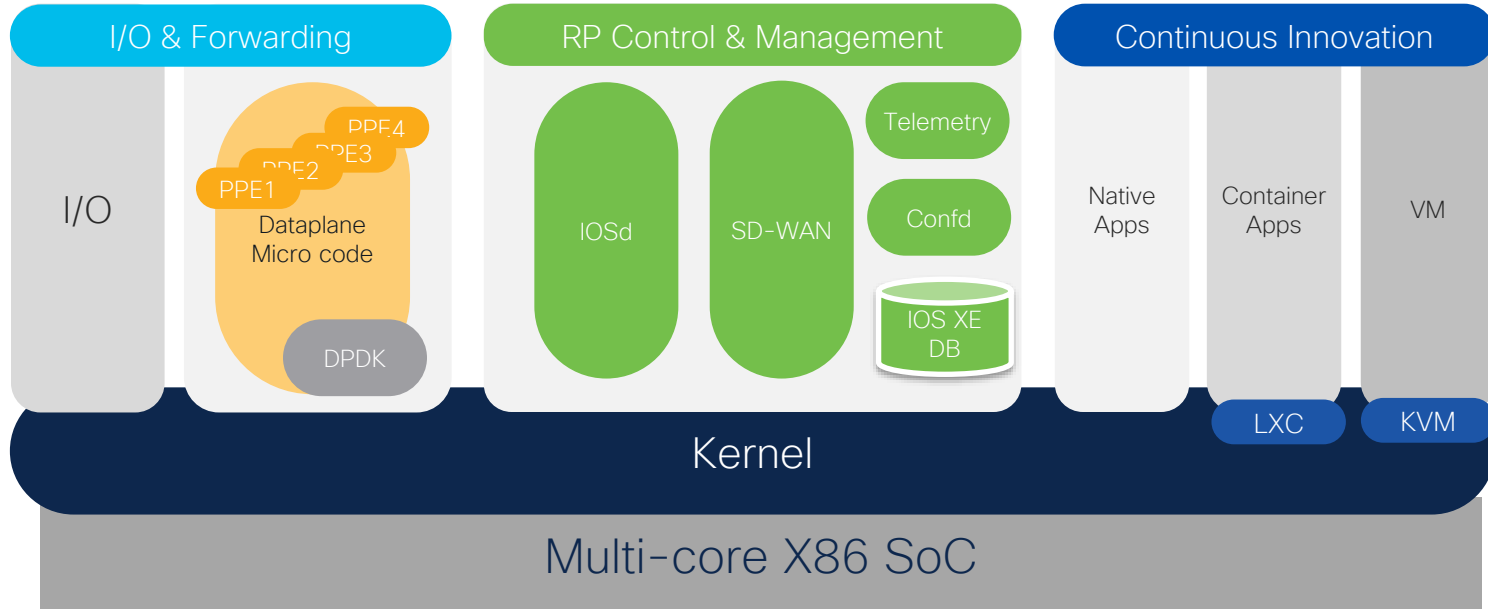 I/O & Forwarding
RP Control & Management
Continuous Innovation
I/O
PPE4
PPE3
PPE2
PPE1
Dataplane
Micro code
DPDK
IOSd
SD-WAN
Telemetry
Confd
IOS XE
DB
Native
Apps
Container
Apps
VM
LXC
KVM
Kernel
Multi-core X86 SoC